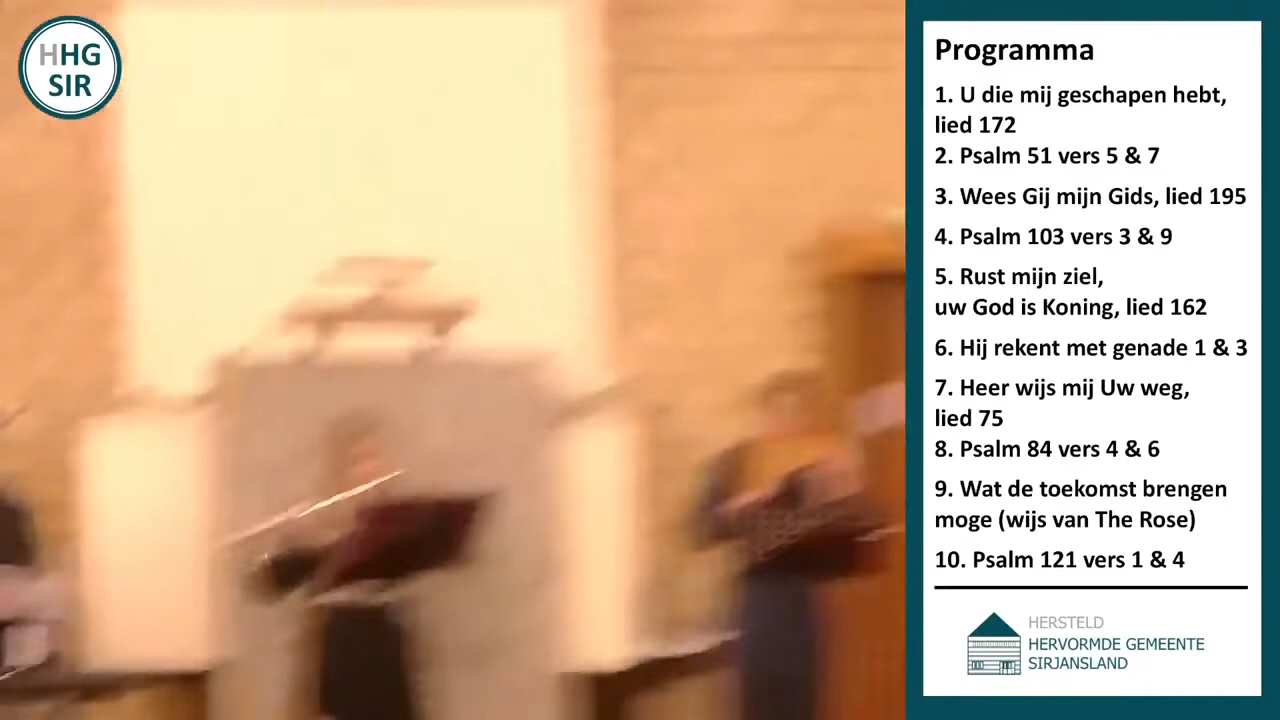 HHG
SIR
Programma
1. U die mij geschapen hebt,
lied 172
2. Psalm 51 vers 5 & 7
3. Wees Gij mijn Gids, lied 195
4. Psalm 103 vers 3 & 9
5. Rust mijn ziel,
uw God is Koning, lied 162
6. Hij rekent met genade 1 & 3
7. Heer wijs mij Uw weg,
lied 75
8. Psalm 84 vers 4 & 6
9. Wat de toekomst brengen
moge (wijs van The Rose)
10. Psalm 121 vers 1 & 4
HERSTELD
HERVORMDE GEMEENTE
SIRJANSLAND